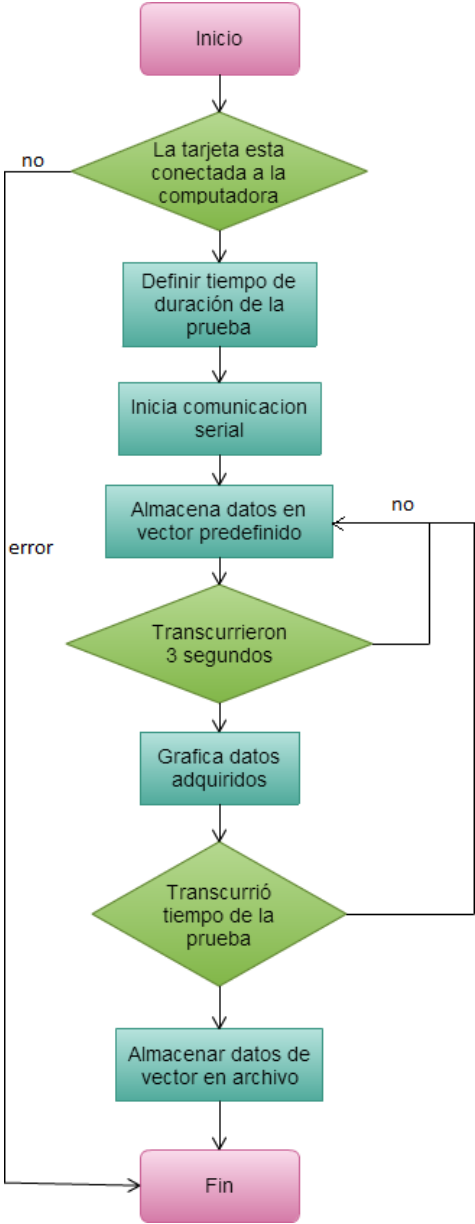 Inicio
La tarjeta esta
conectada a la
computadora
no
Definir tiempo de
duración de la
prueba
Inicia comunicacion
serial
Almacena datos en
vector predefinido
no
error
Transcurrieron
3 segundos
Grafica datos
adquiridos
Transcurrió
tiempo de la
prueba
Almacenar datos de
vector en archivo
Fin